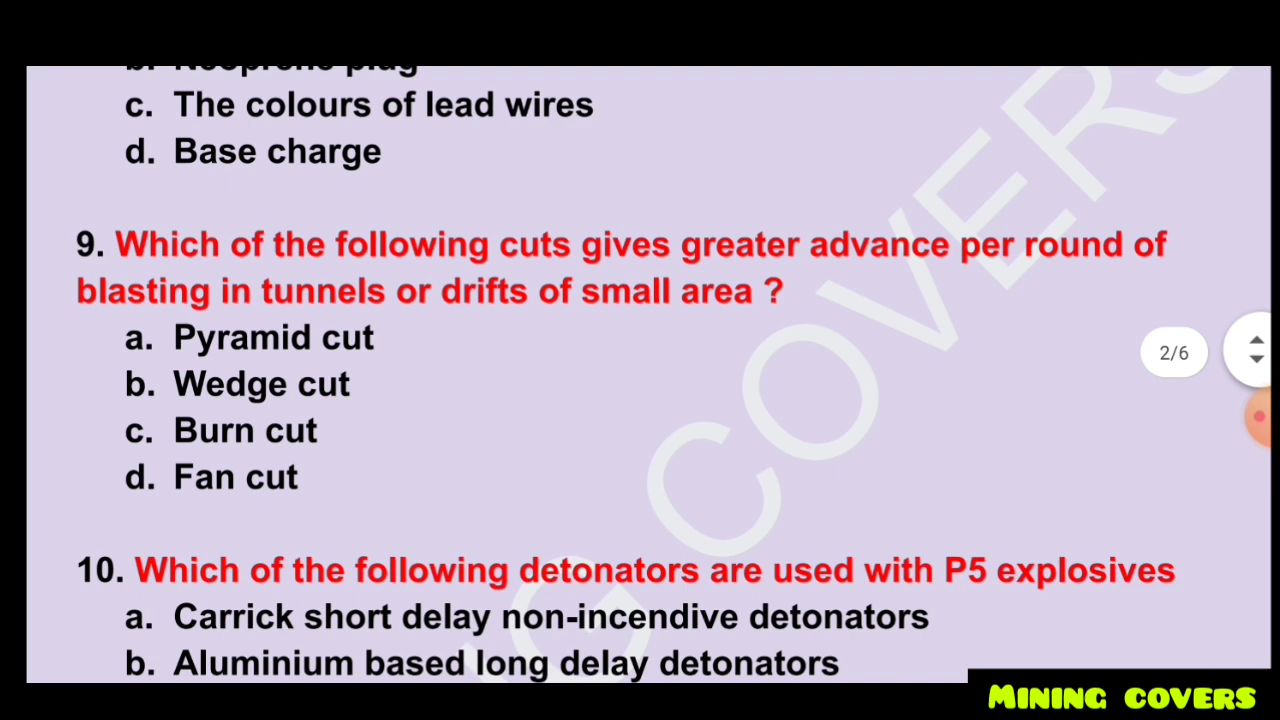 b. Neoprene plug
c. The colours of lead wires
d. Base charge
9. Which of the following cuts gives greater advance per round of
blasting in tunnels or drifts of small area ?
a. Pyramid cut
b. Wedge cut
c. Burn cut
d. Fan cut
2/6
10. Which of the following detonators are used with P5 explosives
a. Carrick short delay non-incendive detonators
b. Aluminium based long delay detonators
G COVERS
MINING COVERS